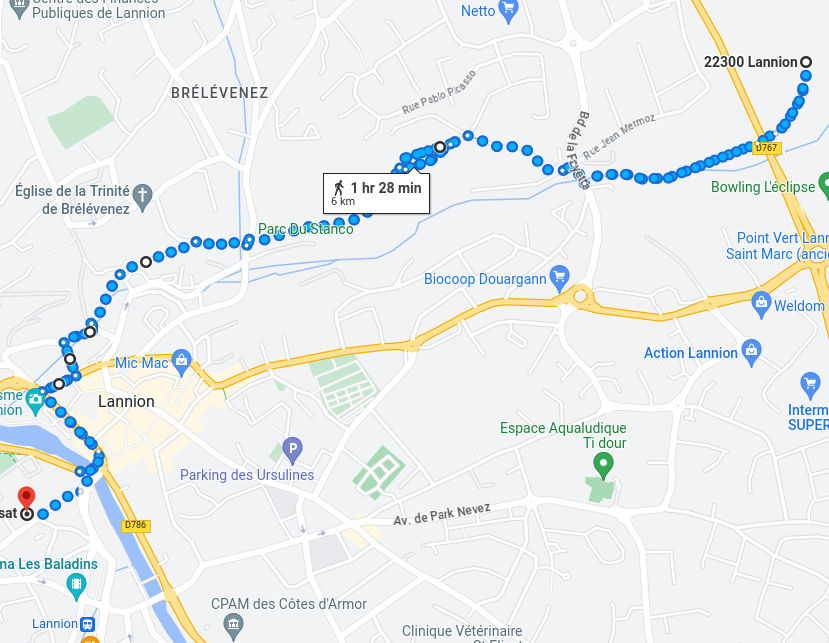 Centre des Finances
Publiques de Lannion
Netto
22300 Lannion
BRÉLÉVENEZ
Rue Pablo Picasso
Bd de la Fayette
Rue Jean Mermoz
D767
1 hr 28 min
6 km
Église de la Trinité
de Brélévenez
Bowling L'éclipse
Parc Du Stanco
Point Vert Lann
Saint Marc (anci
Biocoop Douargann
Weldom
Mic Mac
Action Lannion
sme
nion
Lannion
Interm
SUPER
Espace Aqualudique
Ti dour
P
Parking des Ursulines
sat
D786
Av. de Park Nevez
ma Les Baladins
CPAM des Côtes d'Armor
Lannion
Clinique Vétérinaire